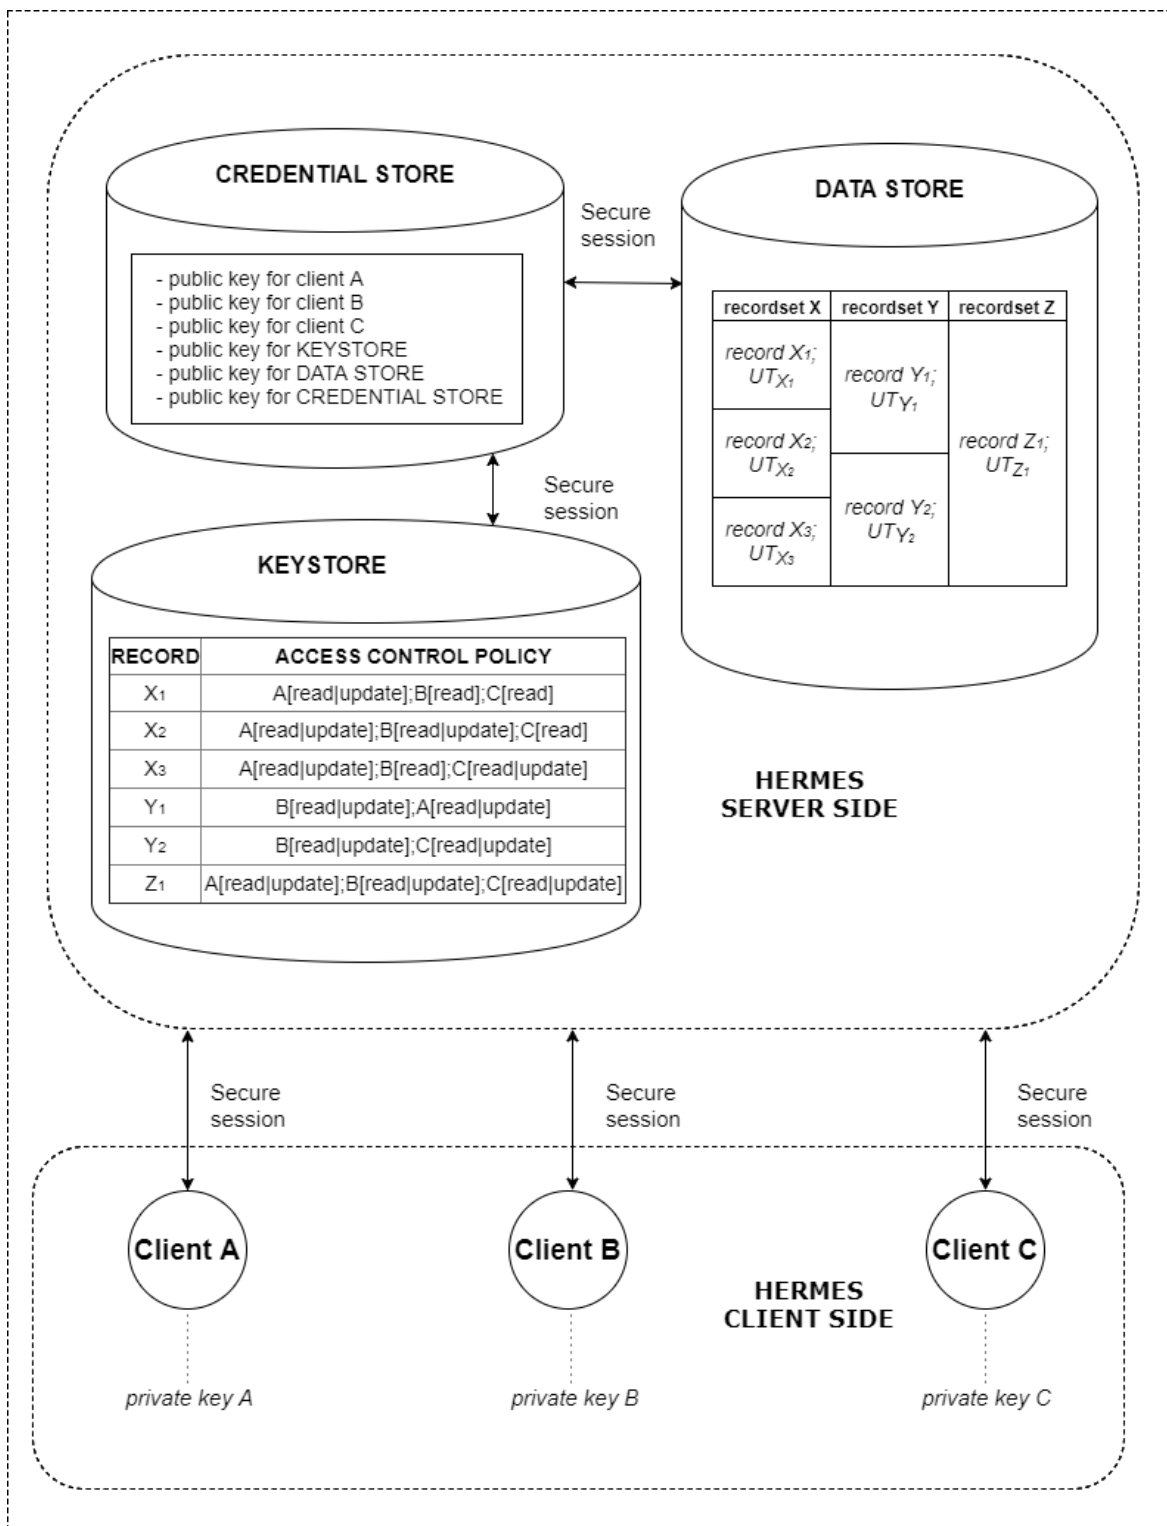 CREDENTIAL STORE
- public key for client A
- public key for client B
- public key for client C
- public key for KEYSTORE
- public key for DATA STORE
- public key for CREDENTIAL STORE
Secure
session
DATA STORE
recordset X recordset Y recordset Z
record X1;
UTX1
record X2;
UTX2
record X3;
UTX3
record Y1;
UTY1
record Y2;
UTY2
record Z1;
UTZ1
Secure
session
KEYSTORE
RECORD ACCESS CONTROL POLICY
X1 A[read|update];B[read];C[read]
X2 A[read|update];B[read|update];C[read]
X3 A[read|update];B[read];C[read|update]
Y1 B[read|update];A[read|update]
Y2 B[read|update];C[read|update]
Z1 A[read|update];B[read|update];C[read|update]
HERMES
SERVER SIDE
Secure
session
Secure
session
Secure
session
Client A
Client B
Client C
HERMES
CLIENT SIDE
private key A
private key B
private key C